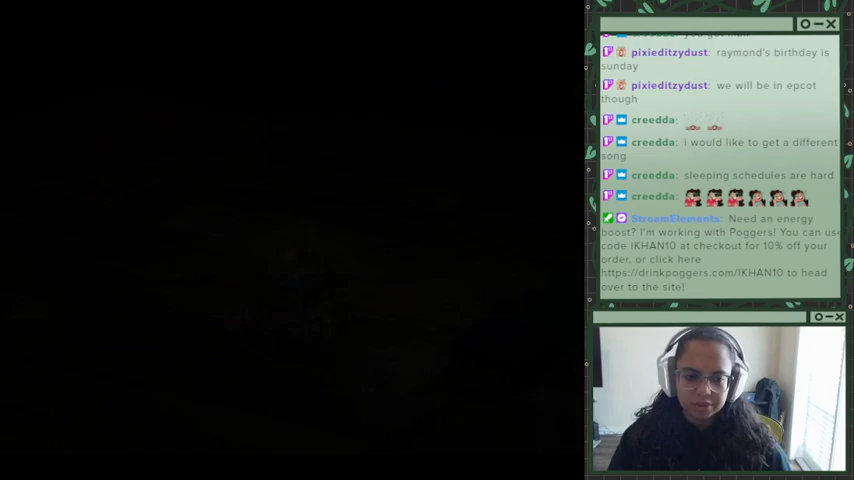 pixieditzydust: raymond's birthday is
sunday
pixieditzydust: we will be in epcot
though
creedda:
creedda: i would like to get a different
song
creedda: sleeping schedules are hard
creedda:
StreamElements: Need an energy
boost? I'm working with Poggers! You can use
code IKHAN10 at checkout for 10% off your
order, or click here
https://drinkpoggers.com/IKHAN10 to head
over to the site!